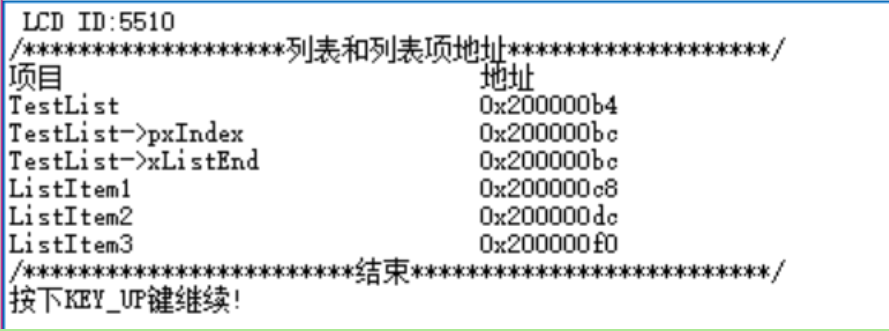 LCD ID:5510
/*******************列表和列表项地址*******************/
项目 地址
TestList 0x200000b4
TestList->pxIndex 0x200000bc
TestList->xListEnd 0x200000bc
ListItem1 0x200000c8
ListItem2 0x200000dc
ListItem3 0x200000f0
/************************结束**************************/
按下KEY_UP键继续!